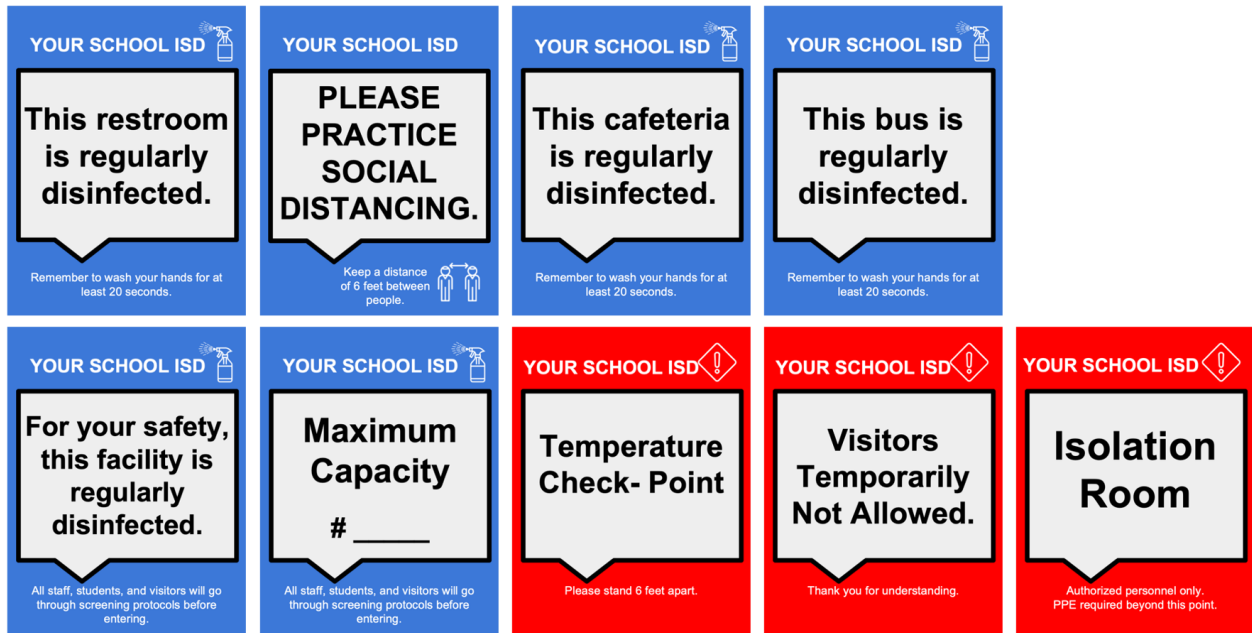 YOUR SCHOOL ISD
This restroom
is regularly
disinfected.
Remember to wash your hands for at
least 20 seconds.
YOUR SCHOOL ISD
PLEASE
PRACTICE
SOCIAL
DISTANCING.
Keep a distance
of 6 feet between
people.
YOUR SCHOOL ISD
This cafeteria
is regularly
disinfected.
Remember to wash your hands for at
least 20 seconds.
YOUR SCHOOL ISD
This bus is
regularly
disinfected.
Remember to wash your hands for at
least 20 seconds.
YOUR SCHOOL ISD
For your safety,
this facility is
regularly
disinfected.
All staff, students, and visitors will go
through screening protocols before
entering.
YOUR SCHOOL ISD
Maximum
Capacity
# _____
All staff, students, and visitors will go
through screening protocols before
entering.
YOUR SCHOOL ISD
Temperature
Check- Point
Please stand 6 feet apart.
YOUR SCHOOL ISD
Visitors
Temporarily
Not Allowed.
Thank you for understanding.
YOUR SCHOOL ISD
Isolation
Room
Authorized personnel only.
PPE required beyond this point.